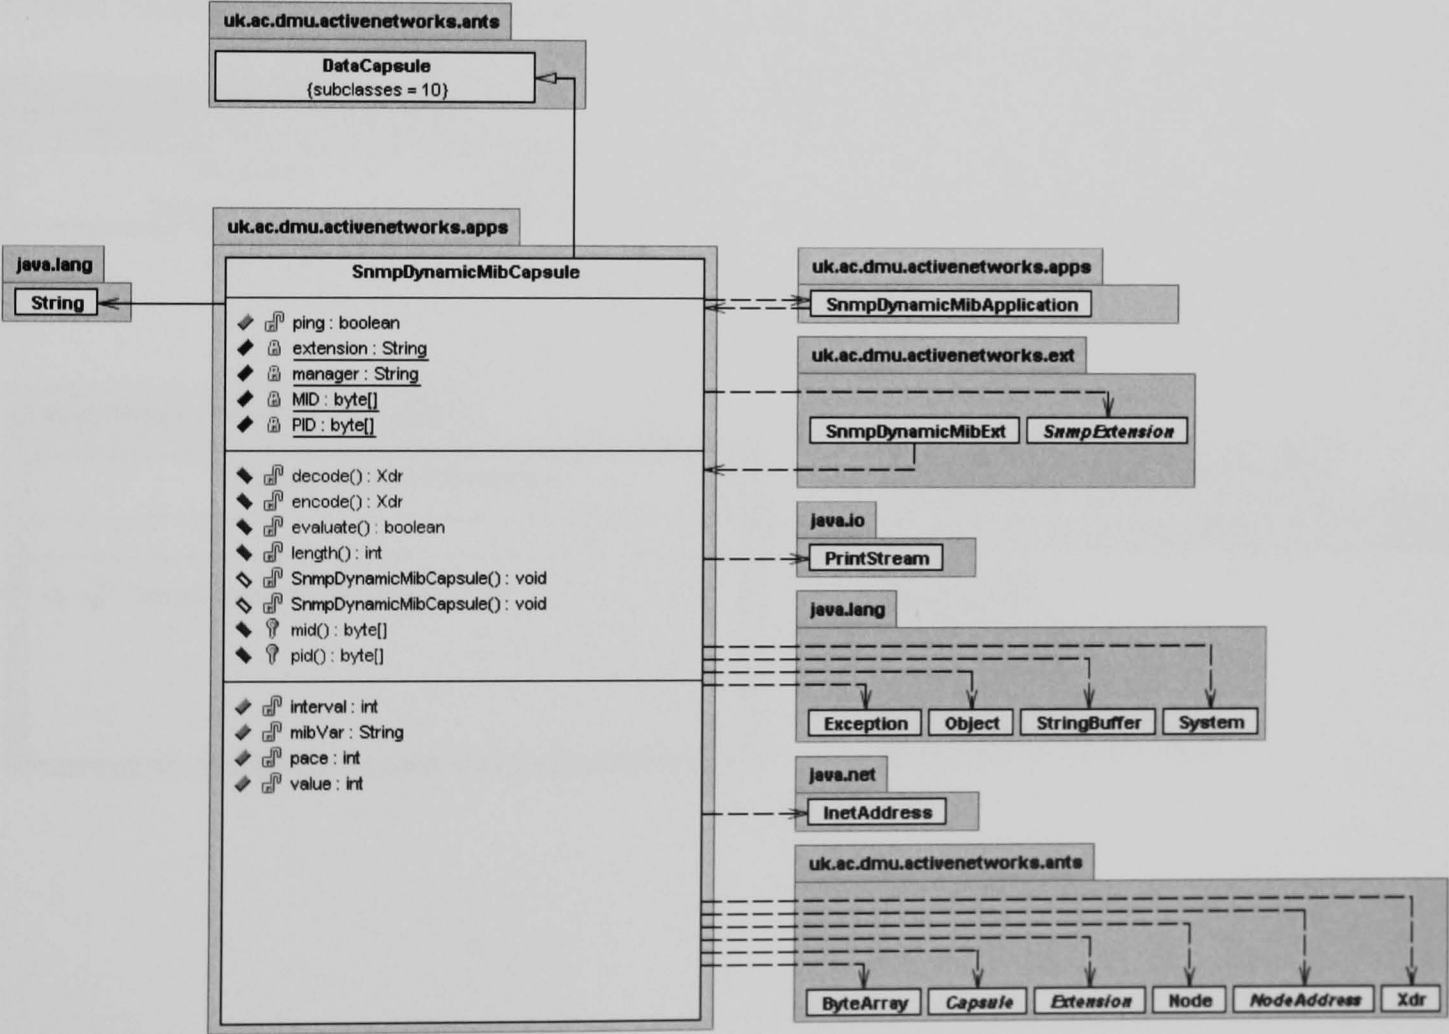 uk.ac.dmu.activenetworks.ants
DataCapsule
{subclasses = 10}
uk.ac.dmu.activenetworks.apps
SnmpDynamicMibCapsule
ping : boolean
extension : String
manager : String
MID : byte[]
PID : byte[]
decode() : Xdr
encode() : Xdr
evaluate() : boolean
length() : int
SnmpDynamicMibCapsule() : void
SnmpDynamicMibCapsule() : void
mid() : byte[]
pid() : byte[]
interval : int
mibVar : String
pace : int
value : int
java.lang
String
uk.ac.dmu.activenetworks.apps
SnmpDynamicMibApplication
uk.ac.dmu.activenetworks.ext
SnmpDynamicMibExt SnmpExtension
java.io
PrintStream
java.lang
Exception Object StringBuffer System
java.net
InetAddress
uk.ac.dmu.activenetworks.ants
ByteArray Capsule Extension Node NodeAddress Xdr